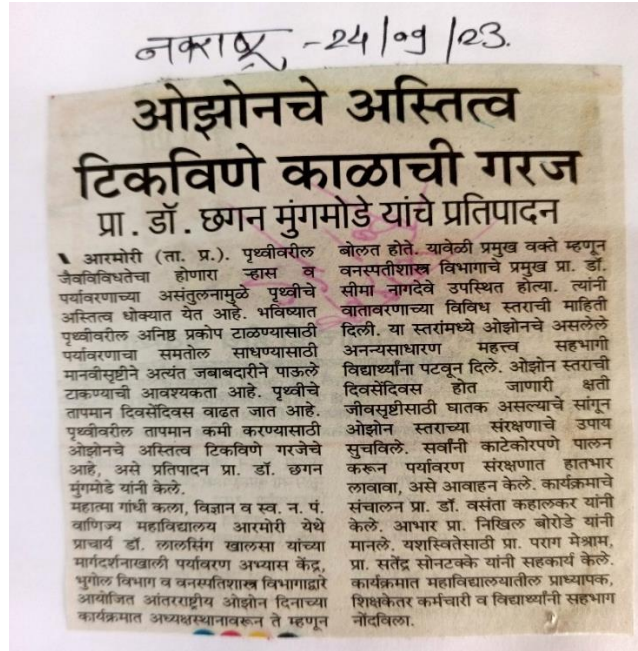 नवराष्ट्र - 24/09/23.
ओझोनचे अस्तित्व
टिकविणे काळाची गरज
प्रा. डॉ. छगन मुंगमोडे यांचे प्रतिपादन
आरमोरी (ता. प्र.). पृथ्वीवरील
जैवविविधतेचा होणारा ऱ्हास व
पर्यावरणाच्या असंतुलनामुळे पृथ्वीचे
अस्तित्व धोक्यात येत आहे. भविष्यात
पृथ्वीवरील अनिष्ठ प्रकोप टाळण्यासाठी
पर्यावरणाचा समतोल साधण्यासाठी
मानवीसृष्टीने अत्यंत जवाबदारीने पाऊले
टाकण्याची आवश्यकता आहे. पृथ्वीचे
तापमान दिवसेंदिवस वाढत जात आहे.
पृथ्वीवरील तापमान कमी करण्यासाठी
ओझोनचे अस्तित्व टिकविणे गरजेचे
आहे, असे प्रतिपादन प्रा. डॉ. छगन
मुंगमोडे यांनी केले.
महात्मा गांधी कला, विज्ञान व स्व. न. पं.
वाणिज्य महाविद्यालय आरमोरी येथे
प्राचार्य डॉ. लालसिंग खालसा यांच्या
मार्गदर्शनाखाली पर्यावरण अभ्यास केंद्र,
भुगोल विभाग व वनस्पतीशास्त्र विभागाद्वारे
आयोजित आंतरराष्ट्रीय ओझोन दिनाच्या
कार्यक्रमात अध्यक्षस्थानावरून ते म्हणून
बोलत होते. यावेळी प्रमुख वक्ते म्हणून
वनस्पतीशास्त्र विभागाचे प्रमुख प्रा. डॉ.
सीमा नागदेवे उपस्थित होत्या. त्यांनी
वातावरणाच्या विविध स्तराची माहिती
दिली. या स्तरांमध्ये ओझोनचे असलेले
अनन्यसाधारण महत्त्व सहभागी
विद्यार्थ्यांना पटवून दिले. ओझोन स्तराची
दिवसेंदिवस होत जाणारी क्षती
जीवसृष्टीसाठी घातक असल्याचे सांगून
ओझोन स्तराच्या संरक्षणाचे उपाय
सुचविले. सर्वांनी काटेकोरपणे पालन
करून पर्यावरण संरक्षणात हातभार
लावावा, असे आवाहन केले. कार्यक्रमाचे
संचालन प्रा. डॉ. वसंता कहालकर यांनी
केले. आभार प्रा. निखिल बोरोडे यांनी
मानले. यशस्वितेसाठी प्रा. पराग मेश्राम,
प्रा. सतेंद्र सोनटक्के यांनी सहकार्य केले.
कार्यक्रमात महाविद्यालयातील प्राध्यापक,
शिक्षकेतर कर्मचारी व विद्यार्थ्यांनी सहभाग
नोंदविला.